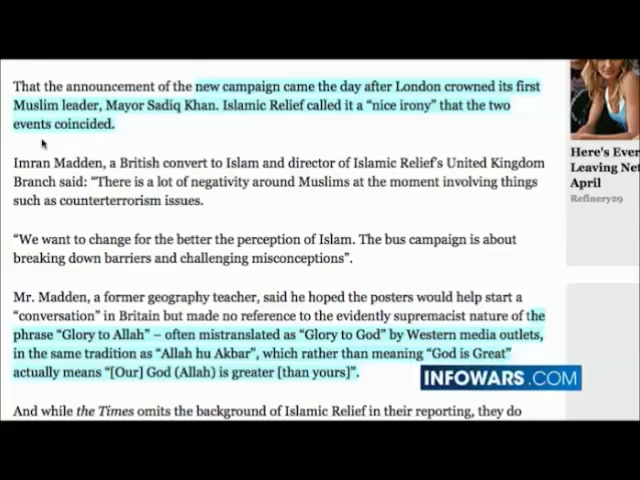 That the announcement of the new campaign came the day after London crowned its first
Muslim leader, Mayor Sadiq Khan. Islamic Relief called it a “nice irony” that the two
events coincided.
Imran Madden, a British convert to Islam and director of Islamic Relief’s United Kingdom
Branch said: “There is a lot of negativity around Muslims at the moment involving things
such as counterterrorism issues.
“We want to change for the better the perception of Islam. The bus campaign is about
breaking down barriers and challenging misconceptions”.
Mr. Madden, a former geography teacher, said he hoped the posters would help start a
“conversation” in Britain but made no reference to the evidently supremacist nature of the
phrase “Glory to Allah” – often mistranslated as “Glory to God” by Western media outlets,
in the same tradition as “Allah hu Akbar”, which rather than meaning “God is Great”
actually means “[Our] God (Allah) is greater [than yours]”.
And while the Times omits the background of Islamic Relief in their reporting, they do
Here's Ever
Leaving Net
April
Refinery29
INFOWARS.COM